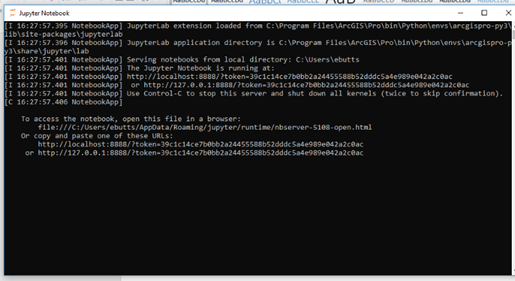 Jupyter Notebook
[I 16:27:57.395 NotebookApp] JupyterLab extension loaded from C:\Program Files\ArcGIS\Pro\bin\Python\envs\arcgispro-py3\
lib\site-packages\jupyterlab
[I 16:27:57.396 NotebookApp] JupyterLab application directory is C:\Program Files\ArcGIS\Pro\bin\Python\envs\arcgispro-p
y3\share\jupyter\lab
[I 16:27:57.401 NotebookApp] Serving notebooks from local directory: C:\Users\ebutts
[I 16:27:57.401 NotebookApp] The Jupyter Notebook is running at:
[I 16:27:57.401 NotebookApp] http://localhost:8888/?token=39c1c14ce7b0bb2a24455588b52dddc5a4e989e042a2c0ac
[I 16:27:57.401 NotebookApp]  or http://127.0.0.1:8888/?token=39c1c14ce7b0bb2a24455588b52dddc5a4e989e042a2c0ac
[I 16:27:57.401 NotebookApp] Use Control-C to stop this server and shut down all kernels (twice to skip confirmation).
[C 16:27:57.406 NotebookApp]
To access the notebook, open this file in a browser:
file:///C:/Users/ebutts/AppData/Roaming/jupyter/runtime/nbserver-5108-open.html
Or copy and paste one of these URLs:
http://localhost:8888/?token=39c1c14ce7b0bb2a24455588b52dddc5a4e989e042a2c0ac
or http://127.0.0.1:8888/?token=39c1c14ce7b0bb2a24455588b52dddc5a4e989e042a2c0ac